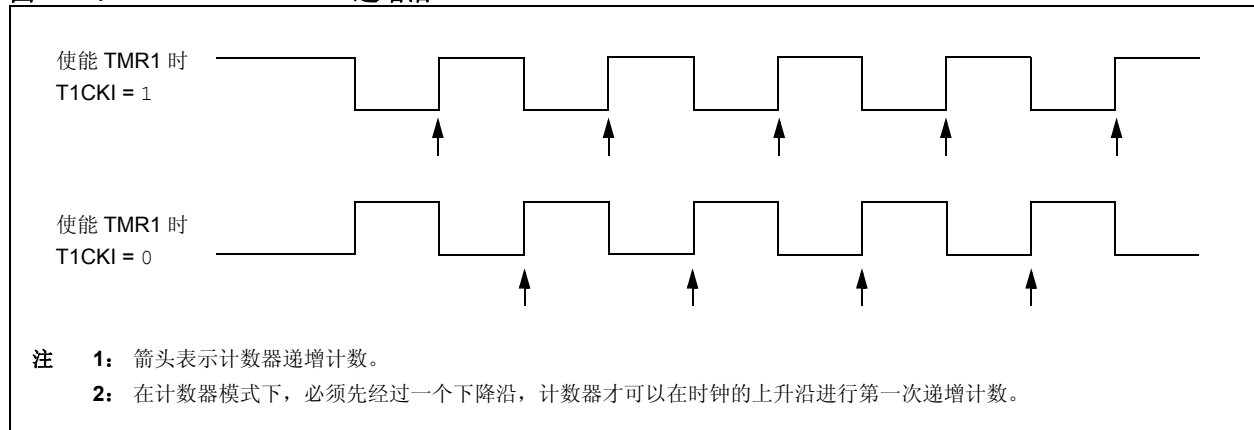 使能 TMR1 时
T1CKI = 1
使能 TMR1 时
T1CKI = 0
注 1： 箭头表示计数器递增计数。
2： 在计数器模式下，必须先经过一个下降沿，计数器才可以在时钟的上升沿进行第一次递增计数。